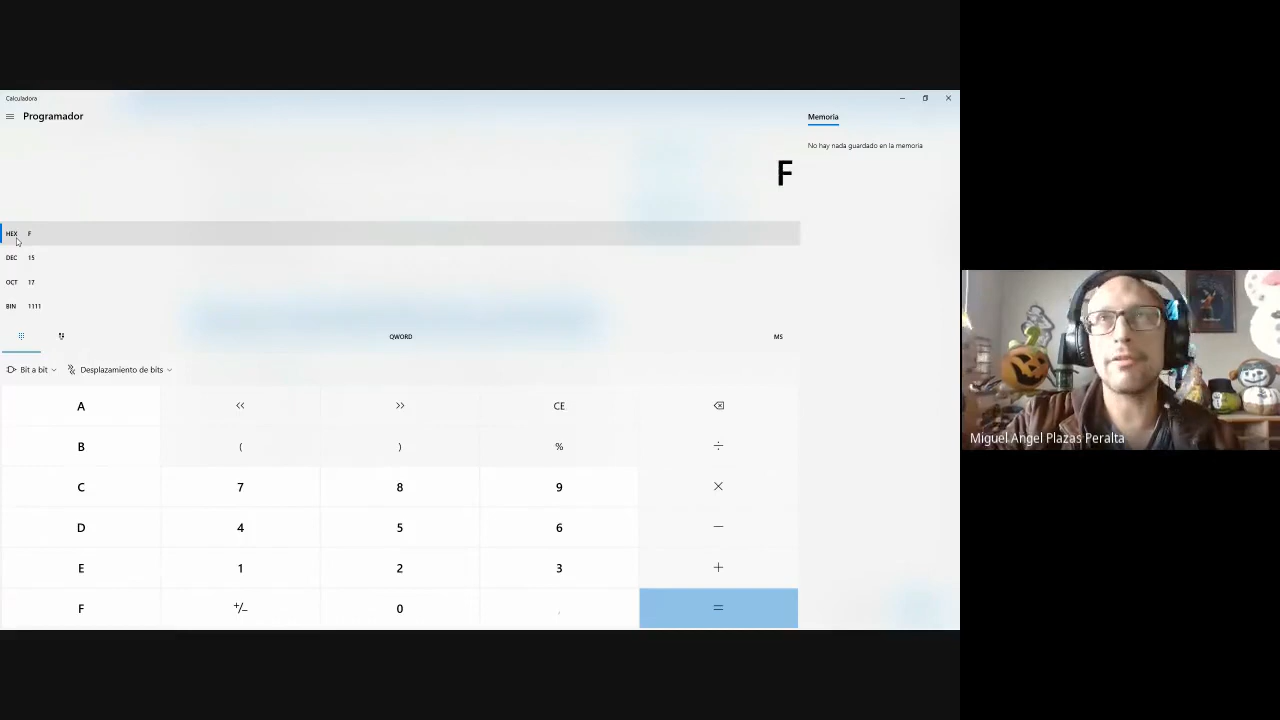 Calculadora
Programador
Memoria
No hay nada guardado en la memoria
F
HEX F
DEC 15
OCT 17
BIN 1111
QWORD
MS
Bit a bit
Desplazamiento de bits
A << >> CE
B ( ) % ÷
C 7 8 9 ×
D 4 5 6 −
E 1 2 3 +
F +/− 0 , =
Miguel Angel Plazas Peralta